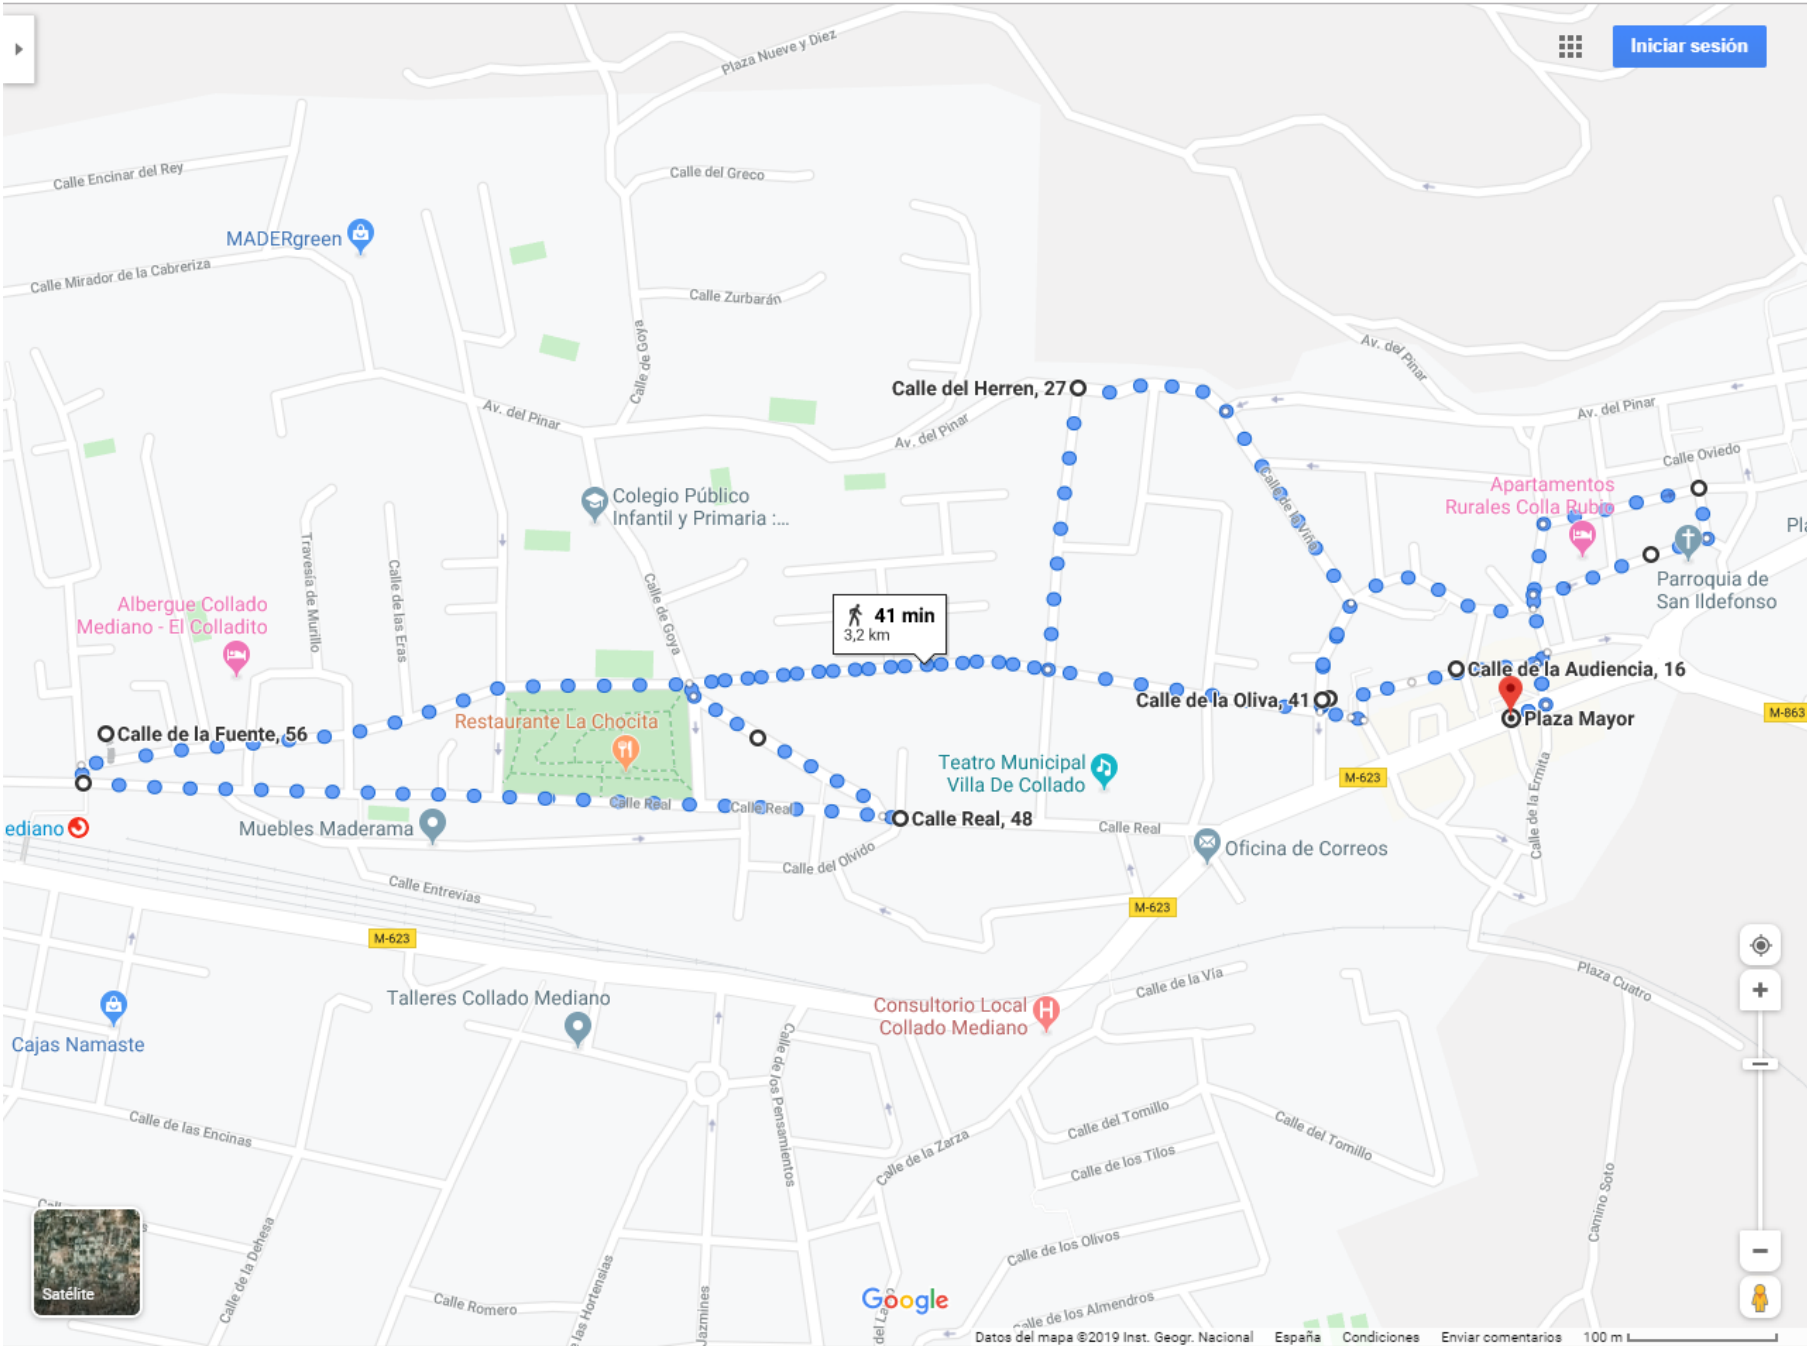 Iniciar sesión
Plaza Nueve y Diez
Calle Encinar del Rey
Calle del Greco
MADERgreen
Calle Mirador de la Cabreriza
Calle Zurbarán
Calle de Goya
Av. del Pinar
Calle del Herren, 27
Av. del Pinar
Av. del Pinar
Av. del Pinar
Calle Oviedo
Colegio Público
Infantil y Primaria :...
Calle de la Viña
Apartamentos
Rurales Colla Rubio
Travesía de Murillo
Calle de las Eras
Calle de Goya
Parroquia de
San Ildefonso
Albergue Collado
Mediano - El Colladito
41 min
3,2 km
Calle de la Audiencia, 16
Calle de la Oliva, 41
Plaza Mayor
M-863
Restaurante La Chocita
Calle de la Fuente, 56
Teatro Municipal
Villa De Collado
M-623
Calle de la Ermita
Calle Real
Calle Real
Calle Real, 48
Calle Real
ediano
Muebles Maderama
Oficina de Correos
Calle del Olvido
Calle Entrevías
M-623
M-623
Calle de la Vía
Plaza Cuatro
Talleres Collado Mediano
Consultorio Local
Collado Mediano
Cajas Namaste
Calle de los Pensamientos
Calle de las Encinas
Calle del Tomillo
Calle del Tomillo
Calle de la Zarza
Calle de los Tilos
Camino Soto
Calle de la Dehesa
Calle de los Olivos
Satélite
Calle Romero
las Hortensias
Jazmines
Google
alle de los Almendros
Datos del mapa ©2019 Inst. Geogr. Nacional España Condiciones Enviar comentarios 100 m